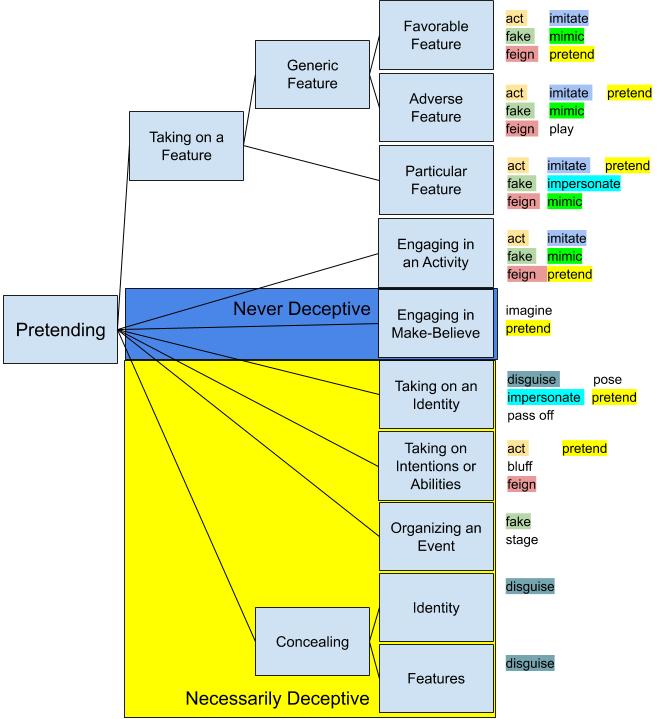 Favorable
Feature
act imitate
fake mimic
feign pretend
Generic
Feature
Adverse
Feature
act imitate pretend
fake mimic
feign play
Taking on a
Feature
Particular
Feature
act imitate pretend
fake impersonate
feign mimic
Engaging in
an Activity
act imitate
fake mimic
feign pretend
Pretending
Never Deceptive
Engaging in
Make-Believe
imagine
pretend
Taking on an
Identity
disguise pose
impersonate pretend
pass off
Taking on
Intentions or
Abilities
act pretend
bluff
feign
Organizing an
Event
fake
stage
Identity
disguise
Concealing
Features
disguise
Necessarily Deceptive